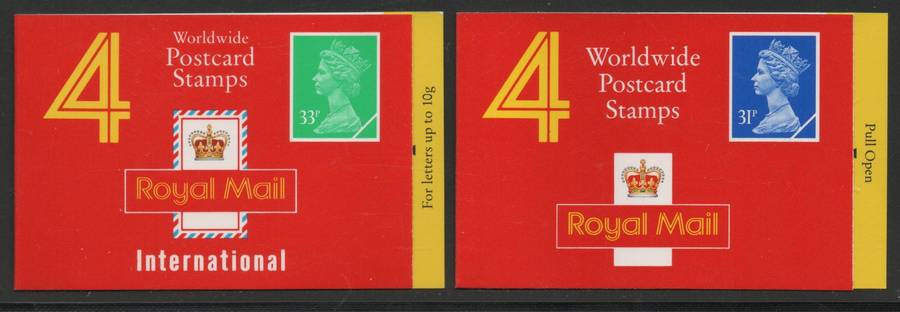 4
Worldwide
Postcard
Stamps
33P
Royal Mail
International
For letters up to 10g
4
Worldwide
Postcard
Stamps
31P
Royal Mail
Pull Open